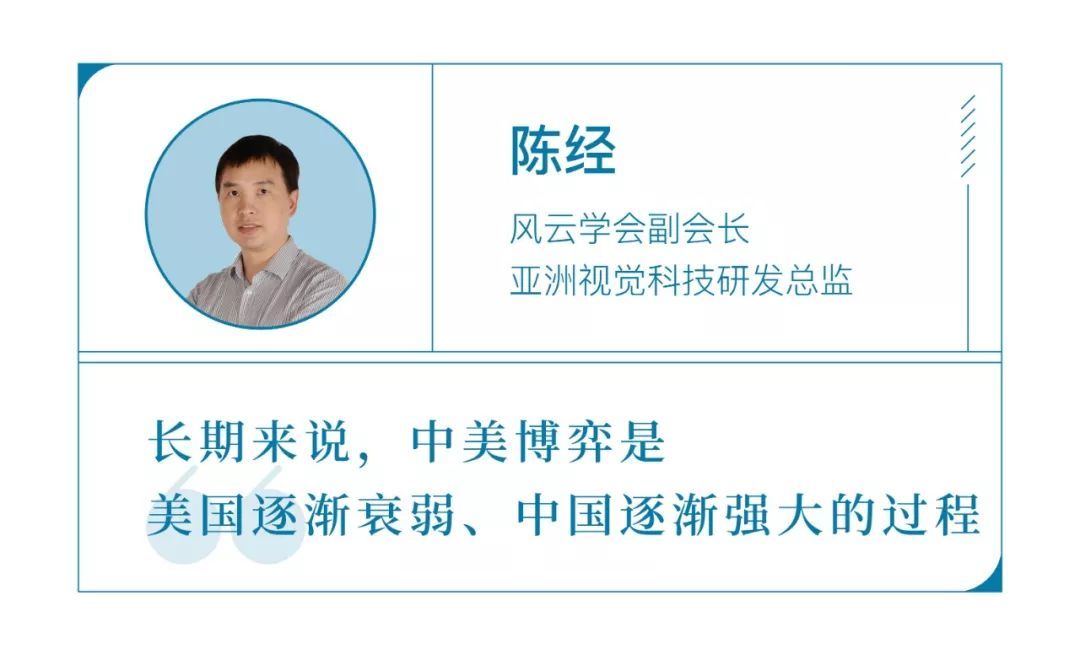 陈经
风云学会副会长
亚洲视觉科技研发总监
长期来说，中美博弈是
美国逐渐衰弱、中国逐渐强大的过程